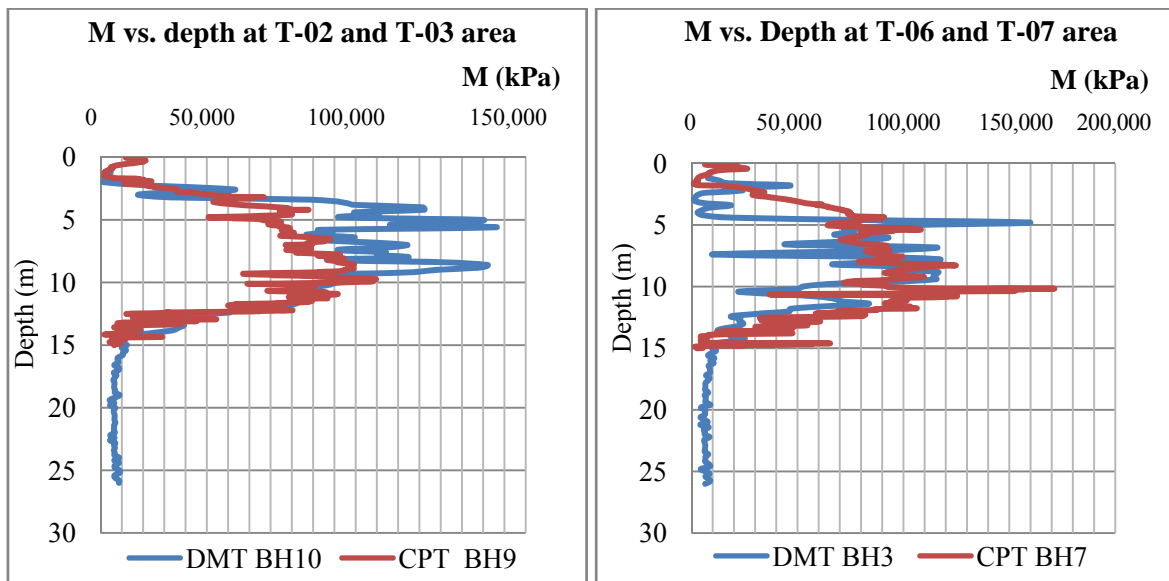 M vs. depth at T-02 and T-03 area
M (kPa)
0 50,000 100,000 150,000
0
5
10
15
20
25
30
Depth (m)
DMT BH10 CPT BH9
M vs. Depth at T-06 and T-07 area
M (kPa)
0 50,000 100,000 150,000 200,000
0
5
10
15
20
25
30
Depth (m)
DMT BH3 CPT BH7